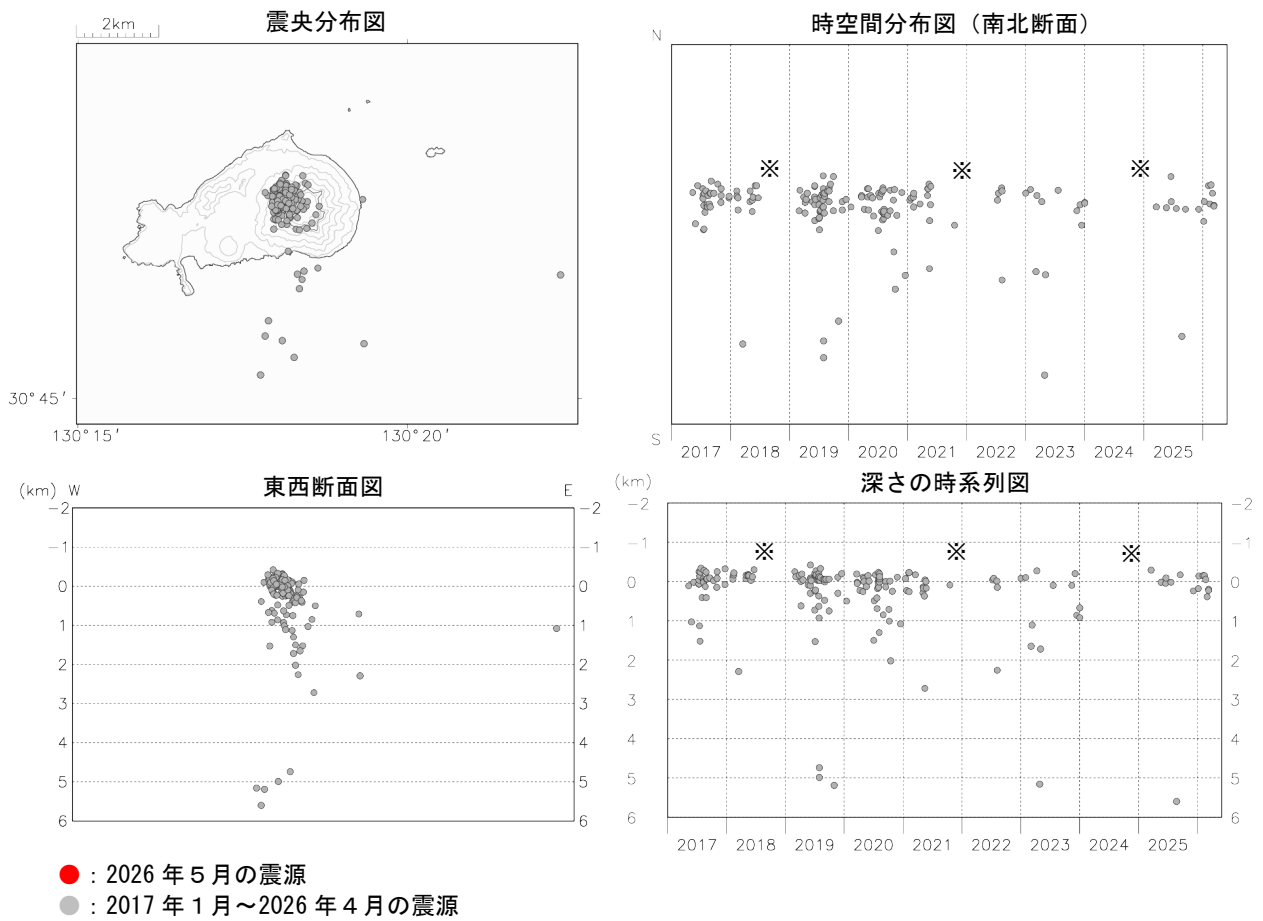 2km
震央分布図
30°45′
130°15′ 130°20′
時空間分布図（南北断面）
N
※ ※ ※
S
2017 2018 2019 2020 2021 2022 2023 2024 2025
東西断面図
(km) W E
-2 -2
-1 -1
0 0
1 1
2 2
3 3
4 4
5 5
6 6
深さの時系列図
(km)
-2 -2
-1 ※ ※ ※ -1
0 0
1 1
2 2
3 3
4 4
5 5
6 6
2017 2018 2019 2020 2021 2022 2023 2024 2025
●：2026年５月の震源
●：2017年１月～2026年４月の震源